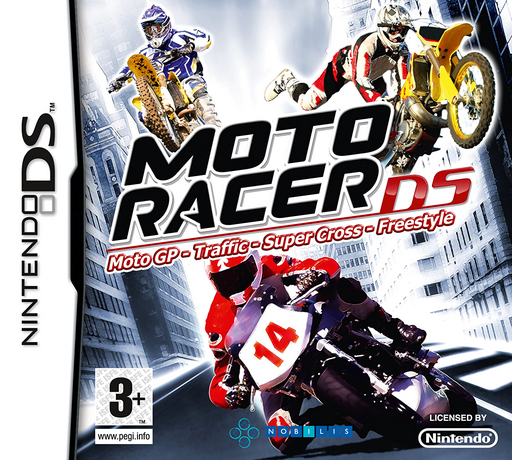 NINTENDO DS™
MOTO
RACER DS
Moto GP - Traffic - Super Cross - Freestyle
14
3+
www.pegi.info
NOBILIS
LICENSED BY
Nintendo